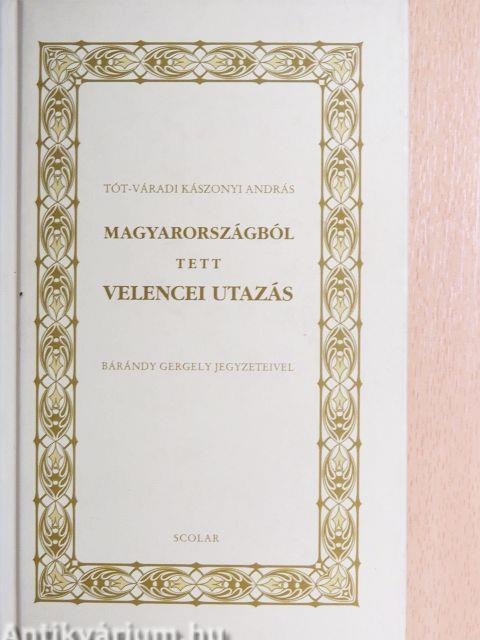 TÓT-VÁRADI KÁSZONYI ANDRÁS
MAGYARORSZÁGBÓL
TETT
VELENCEI UTAZÁS
BÁRÁNDY GERGELY JEGYZETEIVEL
SCOLAR
Antikvárium.hu